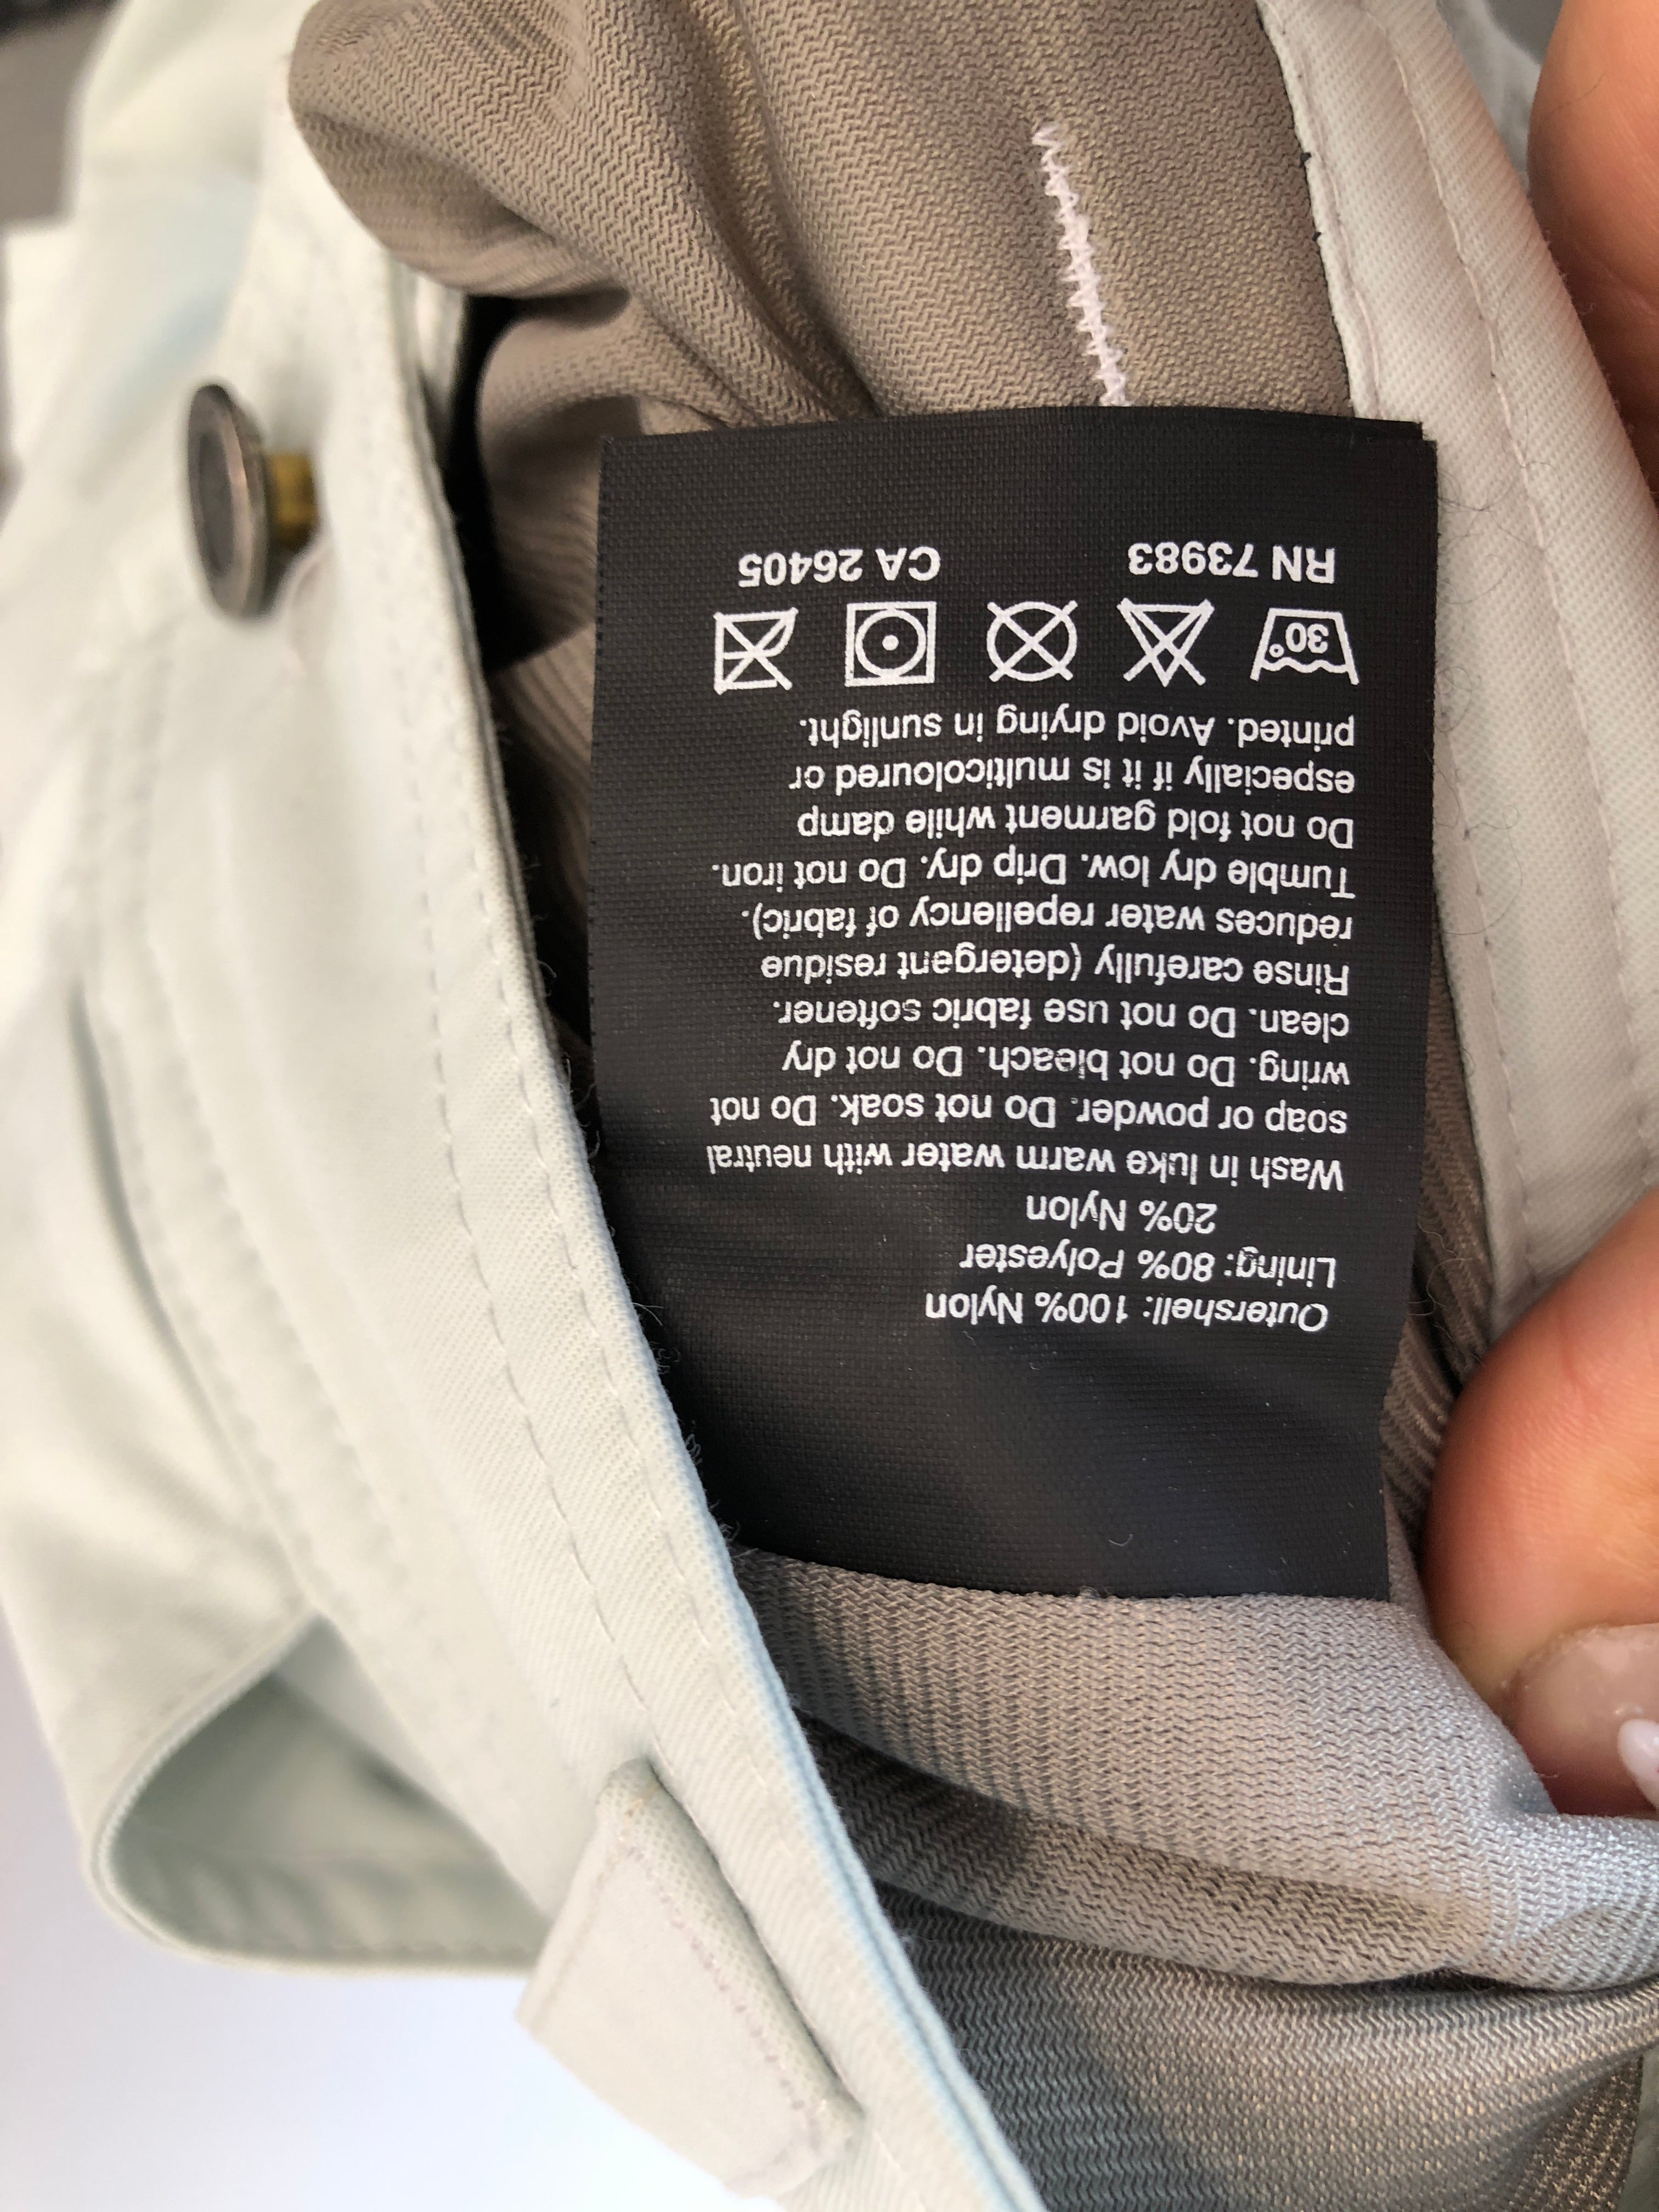 Outershell: 100% Nylon
Lining: 80% Polyester
20% Nylon
Wash in luke warm water with neutral
soap or powder. Do not soak. Do not
wring. Do not bleach. Do not dry
clean. Do not use fabric softener.
Rinse carefully (detergant residue
reduces water repellency of fabric).
Tumble dry low. Drip dry. Do not iron.
Do not fold garment while damp
especially if it is multicoloured or
printed. Avoid drying in sunlight.
30°
RN 73983 CA 26405